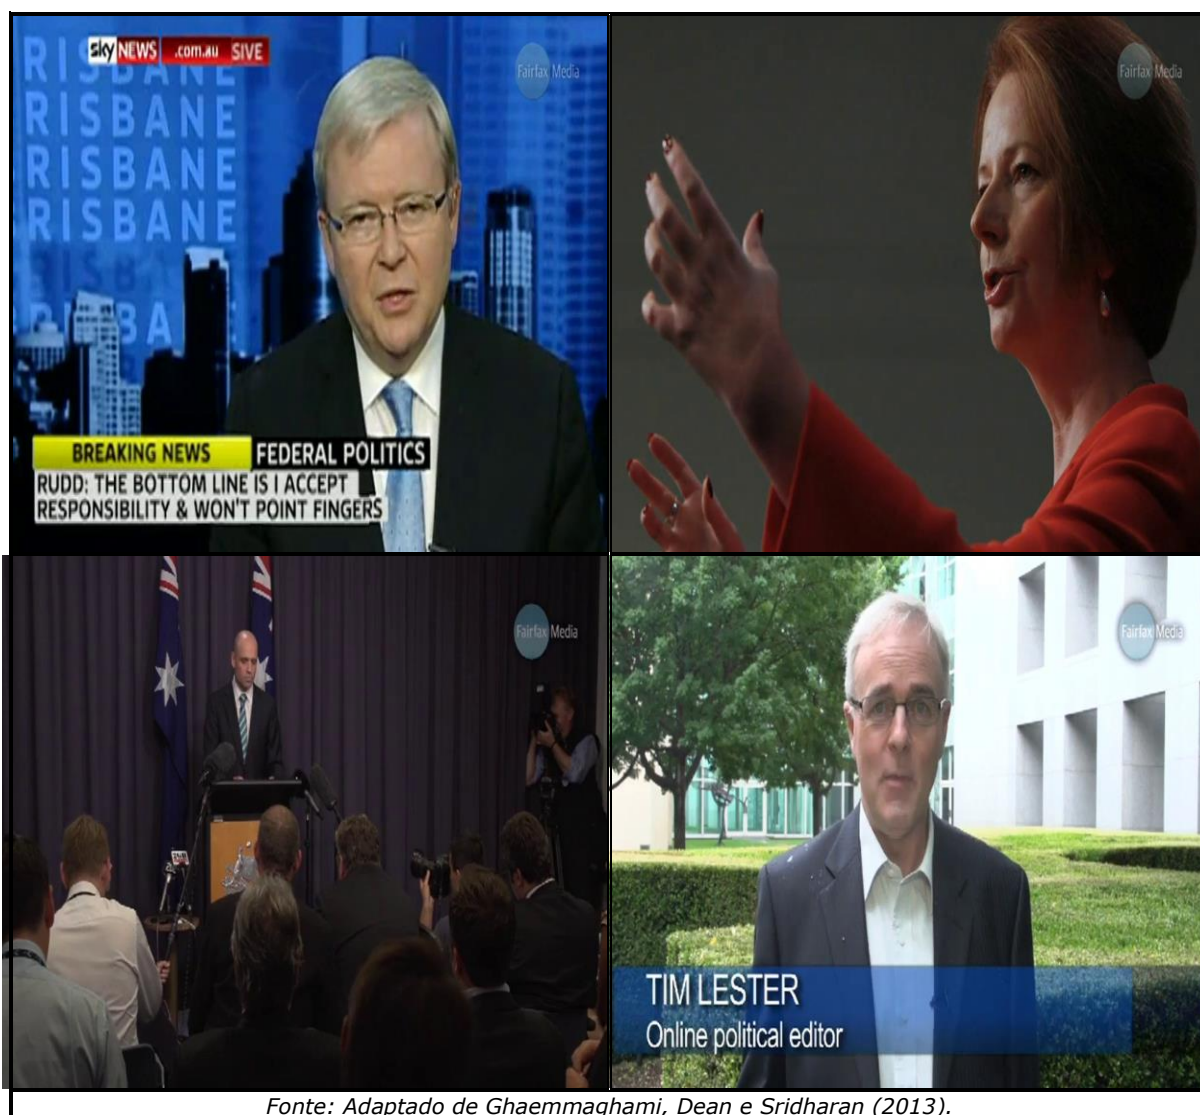 sky NEWS .com.au SIVE
Fairfax Media
Fairfax Media
RISBANE
RISBANE
RISBANE
RISBANE
BREAKING NEWS FEDERAL POLITICS
RUDD: THE BOTTOM LINE IS I ACCEPT
RESPONSIBILITY & WON'T POINT FINGERS
Fairfax Media
Fairfax Media
TIM LESTER
Online political editor
Fonte: Adaptado de Ghaemmaghami, Dean e Sridharan (2013).